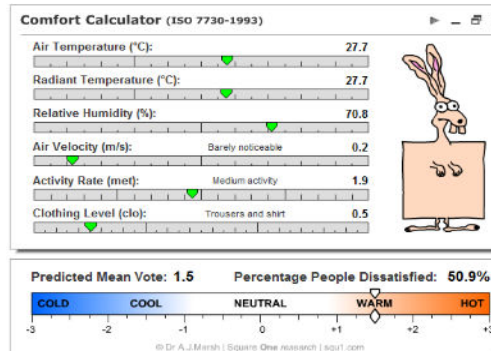 Comfort Calculator (ISO 7730-1993)
Air Temperature (°C): 27.7
Radiant Temperature (°C): 27.7
Relative Humidity (%): 70.8
Air Velocity (m/s): Barely noticeable 0.2
Activity Rate (met): Medium activity 1.9
Clothing Level (clo): Trousers and shirt 0.5
Predicted Mean Vote: 1.5 Percentage People Dissatisfied: 50.9%
COLD COOL NEUTRAL WARM HOT
-3 -2 -1 0 +1 +2 +3
© Dr A.J.Marsh | Square One research | squ1.com